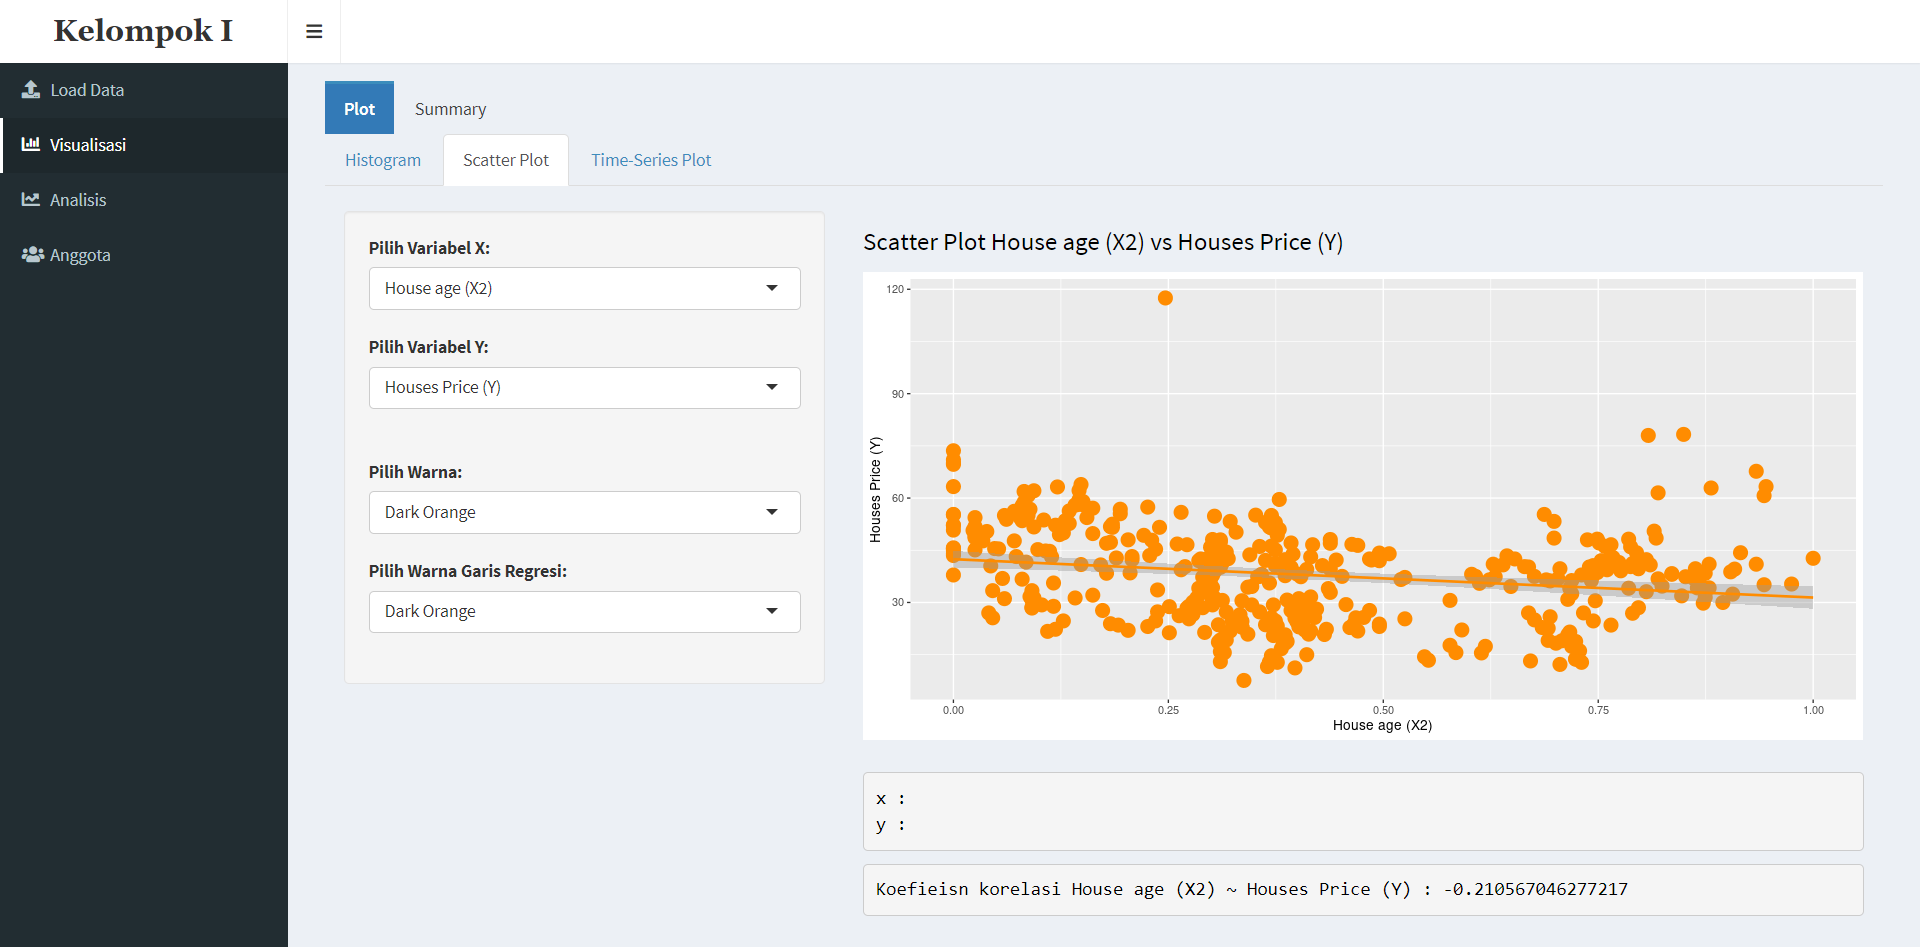 Kelompok I
Load Data
Visualisasi
Analisis
Anggota
Plot
Summary
Histogram
Scatter Plot
Time-Series Plot
Pilih Variabel X:
House age (X2)
Pilih Variabel Y:
Houses Price (Y)
Pilih Warna:
Dark Orange
Pilih Warna Garis Regresi:
Dark Orange
Scatter Plot House age (X2) vs Houses Price (Y)
Houses Price (Y)
120
90
60
30
0.00
0.25
0.50
0.75
1.00
House age (X2)
x :
y :
Koefieisn korelasi House age (X2) ~ Houses Price (Y) : -0.210567046277217